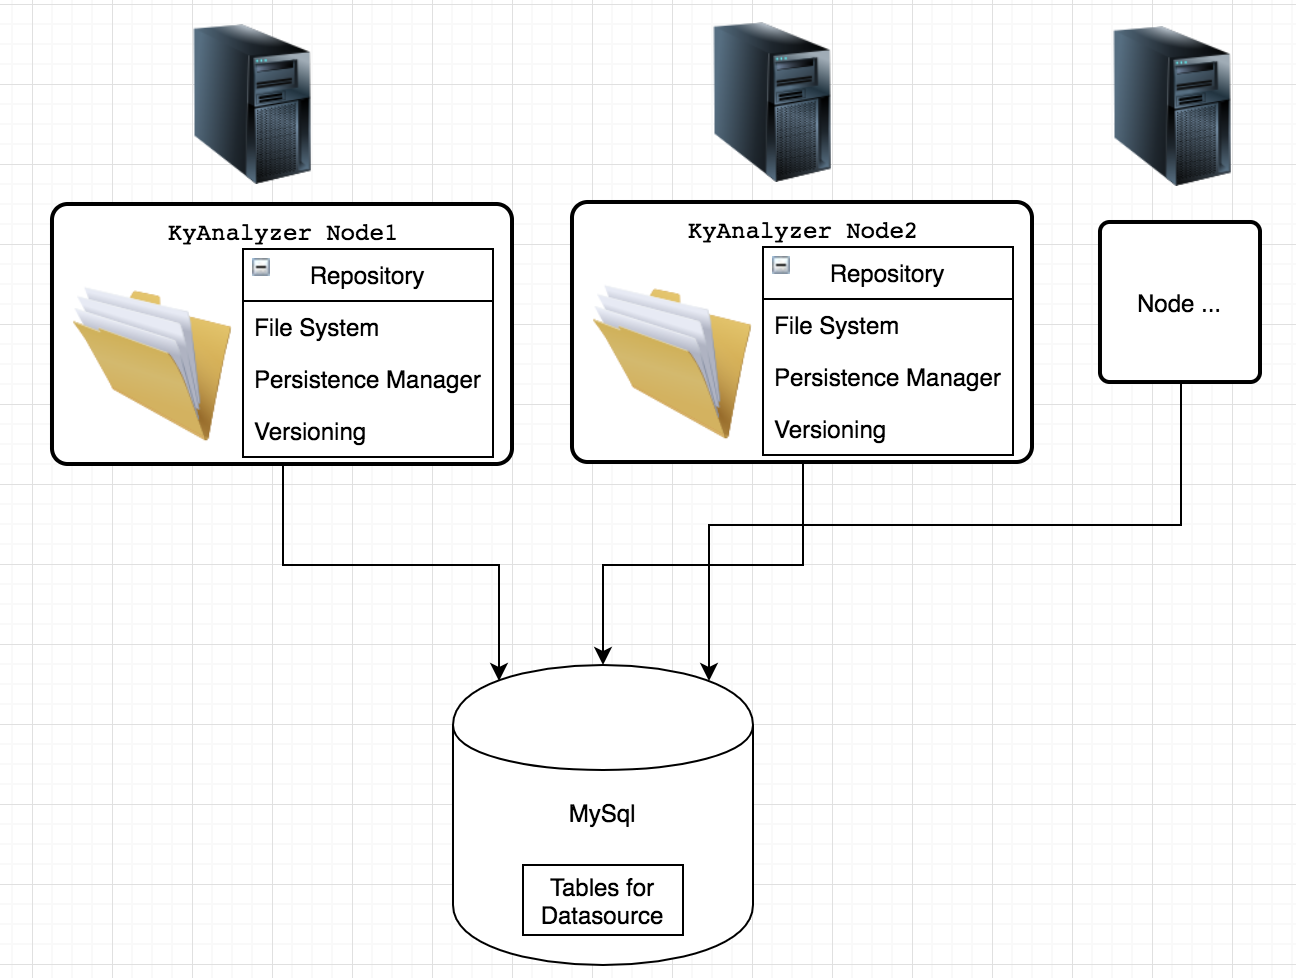 KyAnalyzer Node1
Repository
File System
Persistence Manager
Versioning
KyAnalyzer Node2
Repository
File System
Persistence Manager
Versioning
Node ...
MySql
Tables for
Datasource